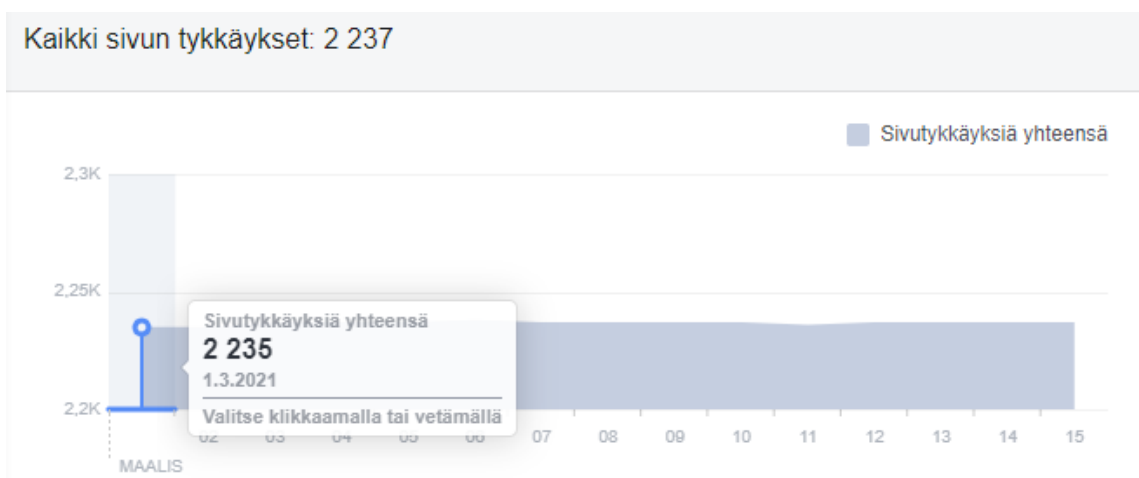 Kaikki sivun tykkäykset: 2 237
Sivutykkäyksiä yhteensä
2,3K
2,25K
2,2K
Sivutykkäyksiä yhteensä
2 235
1.3.2021
Valitse klikkaamalla tai vetämällä
02 03 04 05 06 07 08 09 10 11 12 13 14 15
MAALIS